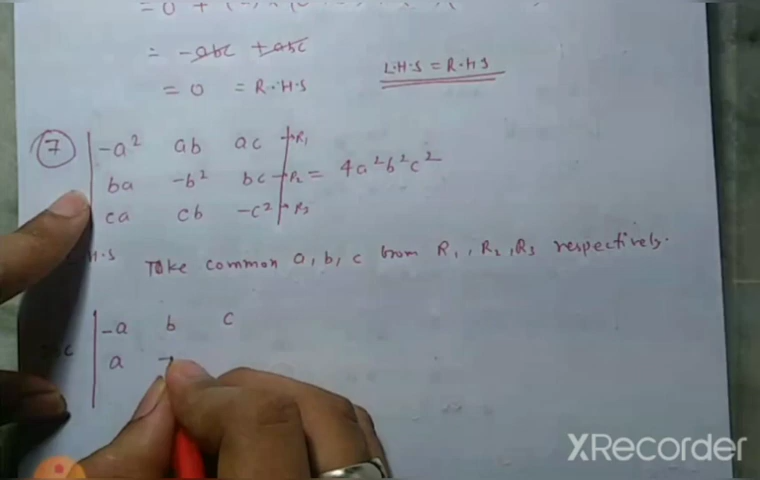 = 0 +
= -abc + abc
= 0 = R.H.S
L.H.S = R.H.S
7
-a² ab ac → R₁
ba -b² bc → R₂ = 4a²b²c²
ca cb -c² → R₃
H.S Take common a, b, c from R₁, R₂, R₃ respectively.
-a b c
a -
XRecorder